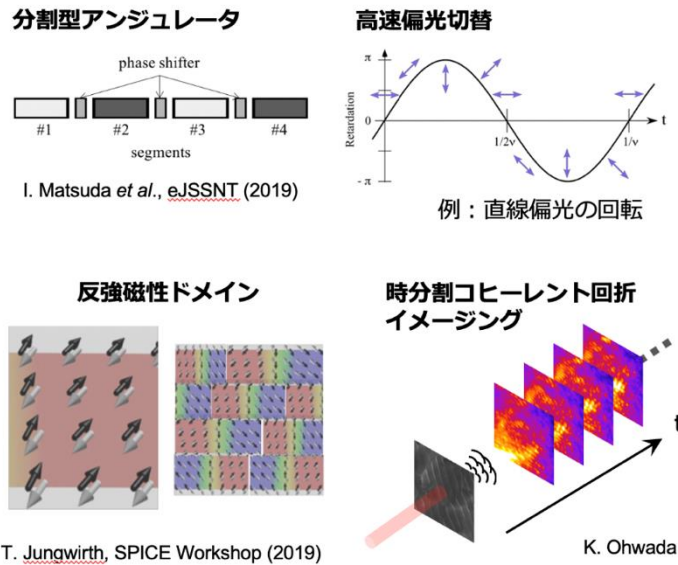 分割型アンジュレータ
phase shifter
#1 #2 #3 #4
segments
I. Matsuda et al., eJSSNT (2019)
高速偏光切替
π
Retardation
0
1/2ν
1/ν
t
- π
例：直線偏光の回転
反強磁性ドメイン
T. Jungwirth, SPICE Workshop (2019)
時分割コヒーレント回折
イメージング
t
K. Ohwada